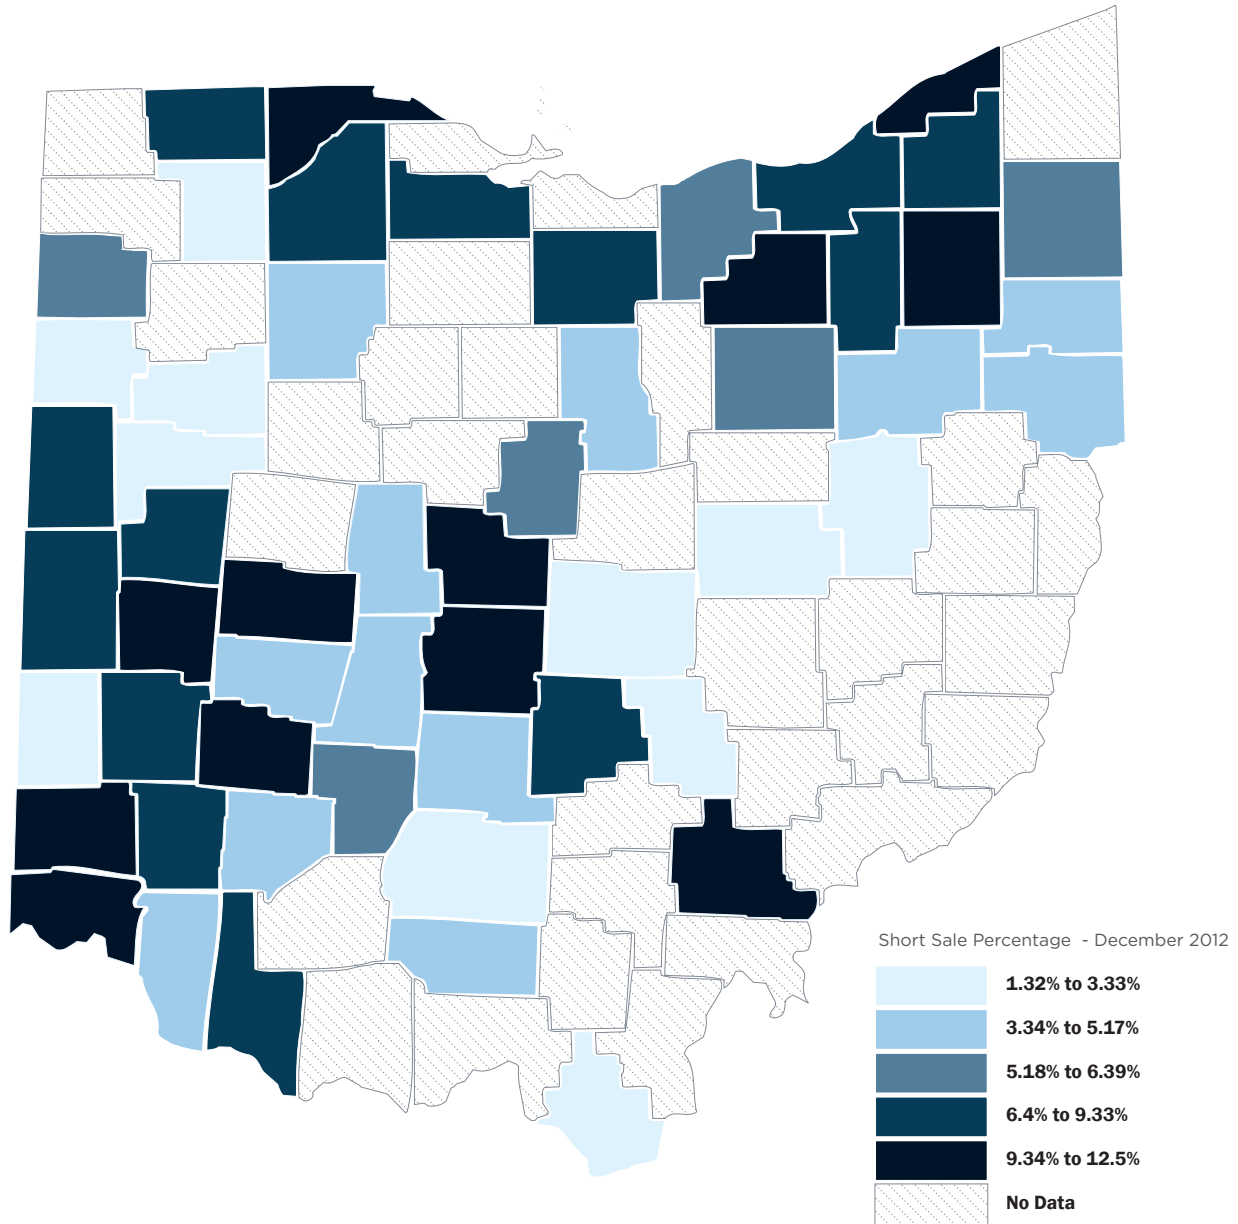 Short Sale Percentage - December 2012
1.32% to 3.33%
3.34% to 5.17%
5.18% to 6.39%
6.4% to 9.33%
9.34% to 12.5%
No Data